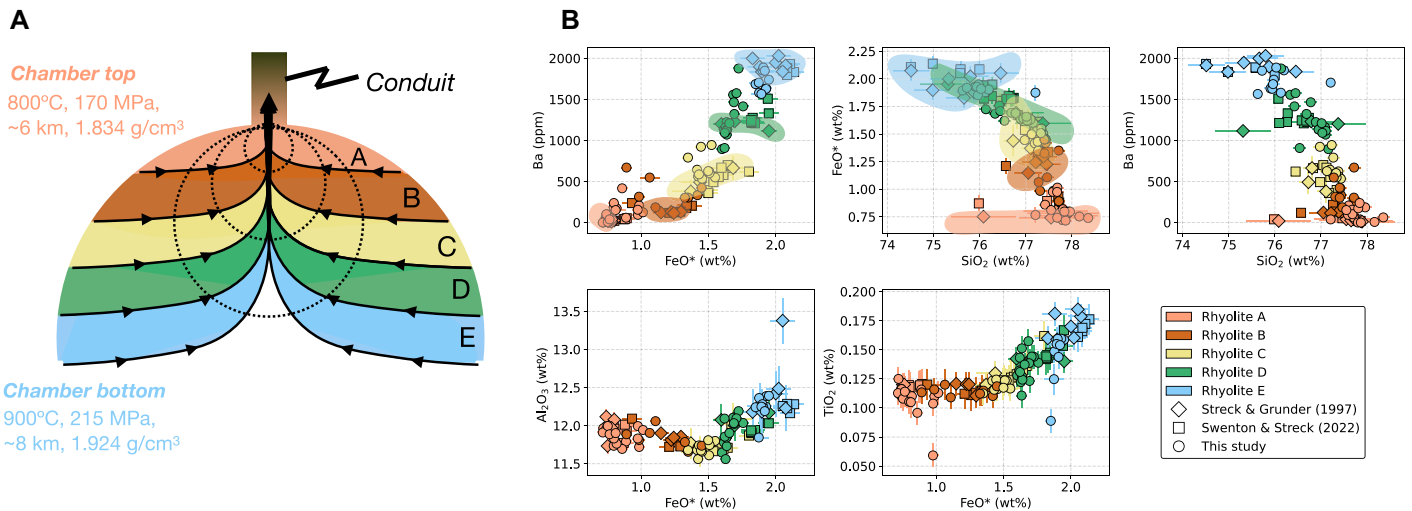 A
Chamber top
800ºC, 170 MPa,
~6 km, 1.834 g/cm³
Conduit
A
B
C
D
E
Chamber bottom
900ºC, 215 MPa,
~8 km, 1.924 g/cm³
B
Ba (ppm)
2000
1500
1000
500
0
1.0
1.5
2.0
FeO* (wt%)
FeO* (wt%)
2.25
2.00
1.75
1.50
1.25
1.00
0.75
74
75
76
77
78
SiO₂ (wt%)
Ba (ppm)
2000
1500
1000
500
0
74
75
76
77
78
SiO₂ (wt%)
Al₂O₃ (wt%)
13.5
13.0
12.5
12.0
11.5
1.0
1.5
2.0
FeO* (wt%)
TiO₂ (wt%)
0.200
0.175
0.150
0.125
0.100
0.075
0.050
1.0
1.5
2.0
FeO* (wt%)
Rhyolite A
Rhyolite B
Rhyolite C
Rhyolite D
Rhyolite E
Streck & Grunder (1997)
Swenton & Streck (2022)
This study